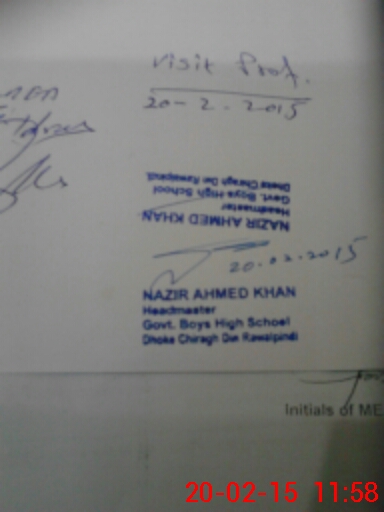 visit Prof.
20-2.2015
Dhoke Chiragh Din Rawalpindi
Govt. Boys High School
Headmaster
NAZIR AHMED KHAN
20.02.2015
NAZIR AHMED KHAN
Headmaster
Govt. Boys High School
Dhoke Chiragh Din Rawalpindi
Initials of ME
20-02-15 11:58